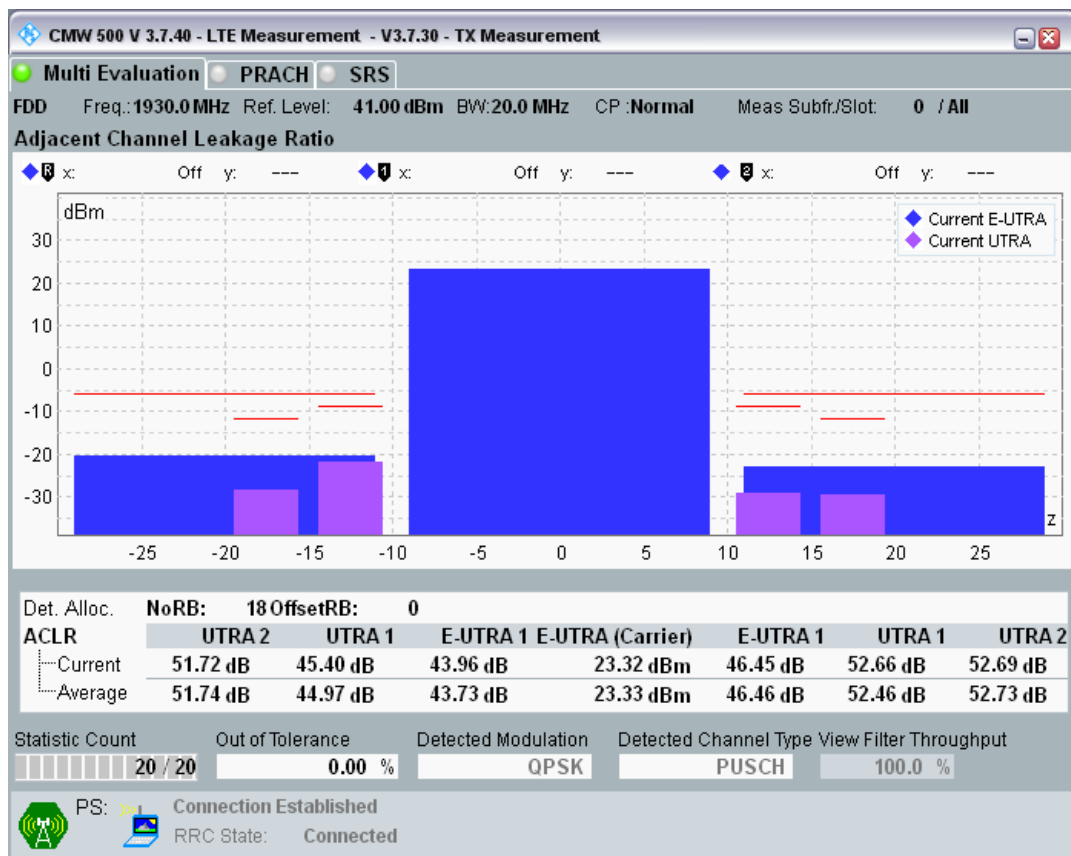 CMW 500 V 3.7.40 - LTE Measurement - V3.7.30 - TX Measurement
Multi Evaluation PRACH SRS
FDD Freq.:1930.0 MHz Ref. Level: 41.00 dBm BW:20.0 MHz CP :Normal Meas Subfr./Slot: 0 / All
Adjacent Channel Leakage Ratio
R x: Off y: --- 1 x: Off y: --- 2 x: Off y: ---
dBm
Current E-UTRA
Current UTRA
30
20
10
0
-10
-20
-30
z
-25 -20 -15 -10 -5 0 5 10 15 20 25
Det. Alloc. NoRB: 18 OffsetRB: 0
ACLR UTRA 2 UTRA 1 E-UTRA 1 E-UTRA (Carrier) E-UTRA 1 UTRA 1 UTRA 2
Current 51.72 dB 45.40 dB 43.96 dB 23.32 dBm 46.45 dB 52.66 dB 52.69 dB
Average 51.74 dB 44.97 dB 43.73 dB 23.33 dBm 46.46 dB 52.46 dB 52.73 dB
Statistic Count Out of Tolerance Detected Modulation Detected Channel Type View Filter Throughput
20 / 20 0.00 % QPSK PUSCH 100.0 %
PS: Connection Established
RRC State: Connected